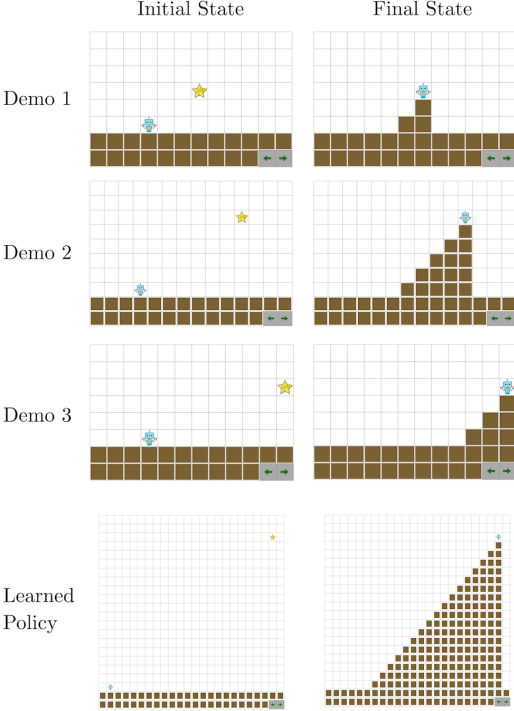 Initial State
Final State
Demo 1
Demo 2
Demo 3
Learned
Policy